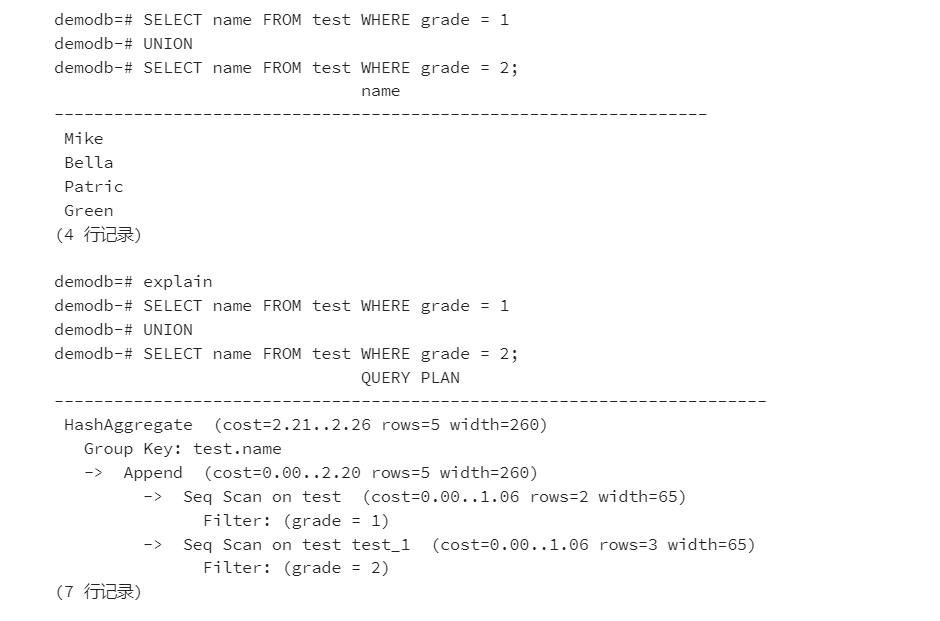 demodb=# SELECT name FROM test WHERE grade = 1
demodb-# UNION
demodb-# SELECT name FROM test WHERE grade = 2;
name
------------------------------------------------------------------
Mike
Bella
Patric
Green
(4 行记录)
demodb=# explain
demodb-# SELECT name FROM test WHERE grade = 1
demodb-# UNION
demodb-# SELECT name FROM test WHERE grade = 2;
QUERY PLAN
------------------------------------------------------------------------
HashAggregate  (cost=2.21..2.26 rows=5 width=260)
Group Key: test.name
->  Append  (cost=0.00..2.20 rows=5 width=260)
->  Seq Scan on test  (cost=0.00..1.06 rows=2 width=65)
Filter: (grade = 1)
->  Seq Scan on test test_1  (cost=0.00..1.06 rows=3 width=65)
Filter: (grade = 2)
(7 行记录)